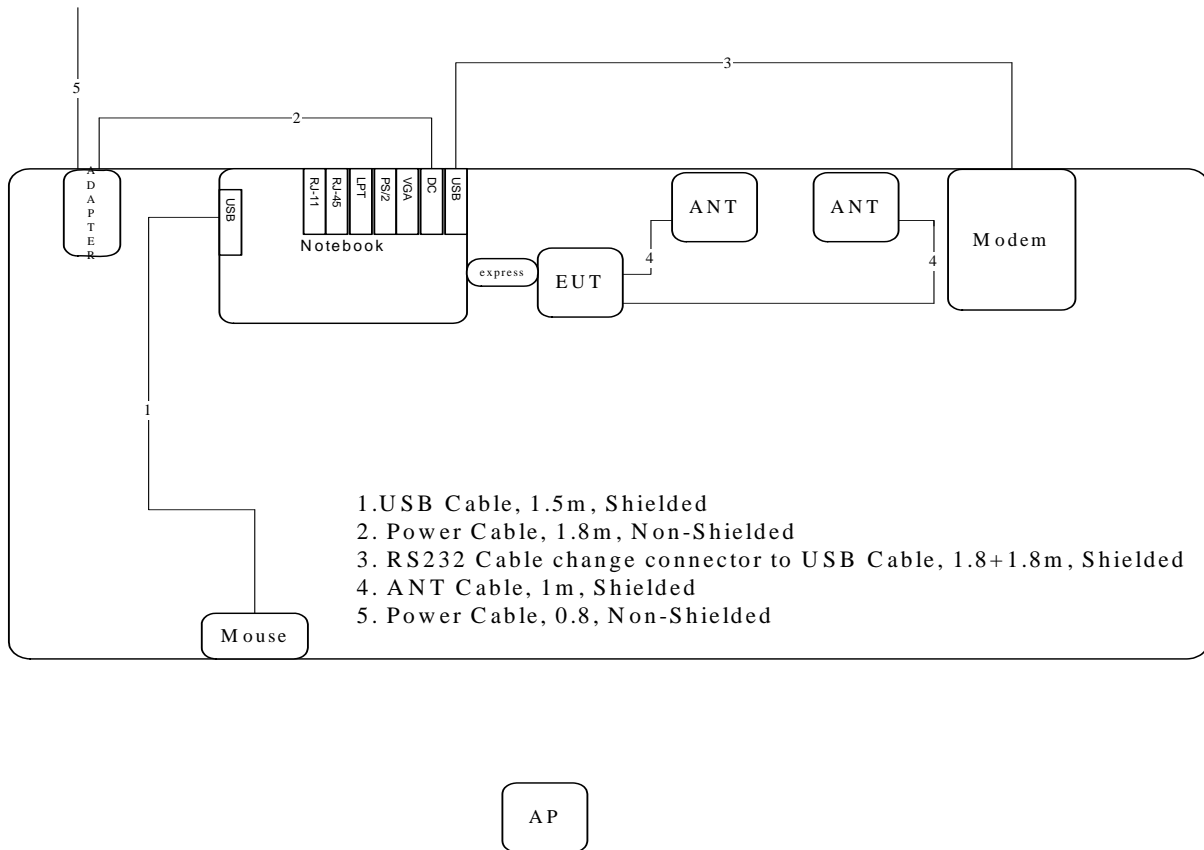 3
5
2
ADAPTER
USB
RJ-11
RJ-45
LPT
PS/2
VGA
DC
USB
Notebook
express
EUT
ANT
ANT
4
4
Modem
1
1.USB Cable, 1.5m, Shielded
2. Power Cable, 1.8m, Non-Shielded
3. RS232 Cable change connector to USB Cable, 1.8+1.8m, Shielded
4. ANT Cable, 1m, Shielded
5. Power Cable, 0.8, Non-Shielded
Mouse
AP